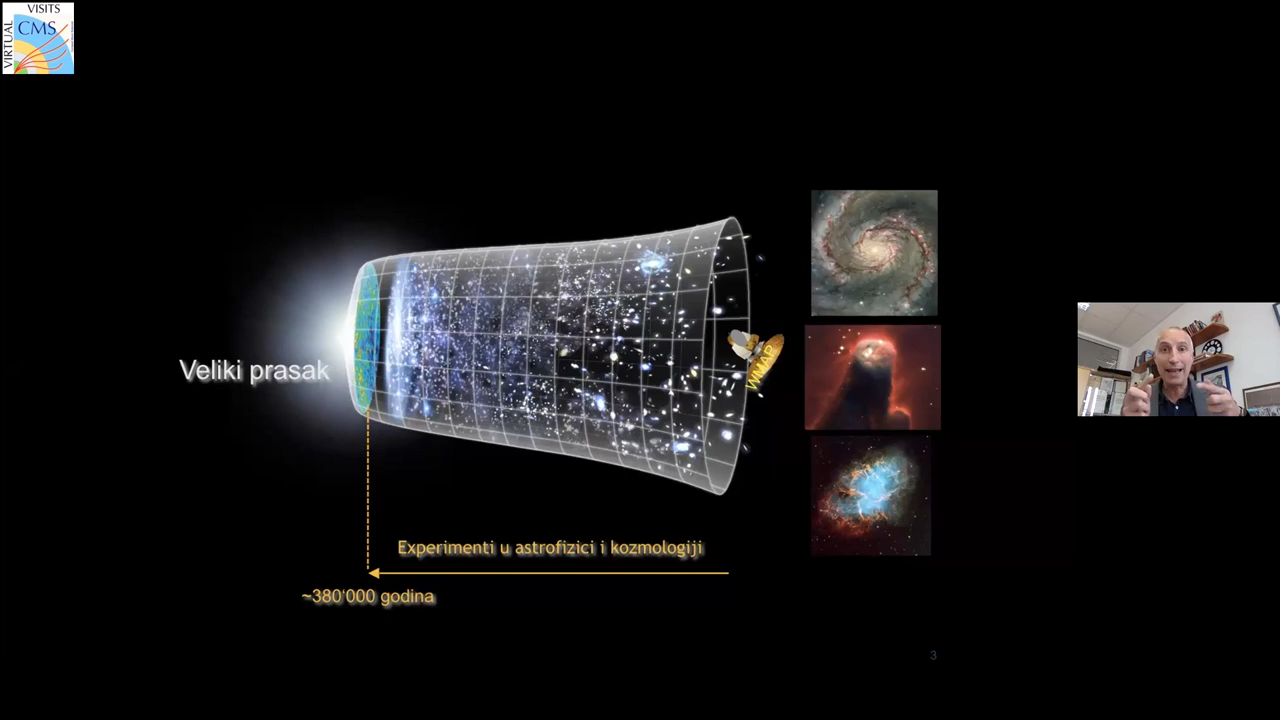 VISITS
VIRTUAL
CMS
Veliki prasak
WMAP
Experimenti u astrofizici i kozmologiji
~380'000 godina
3